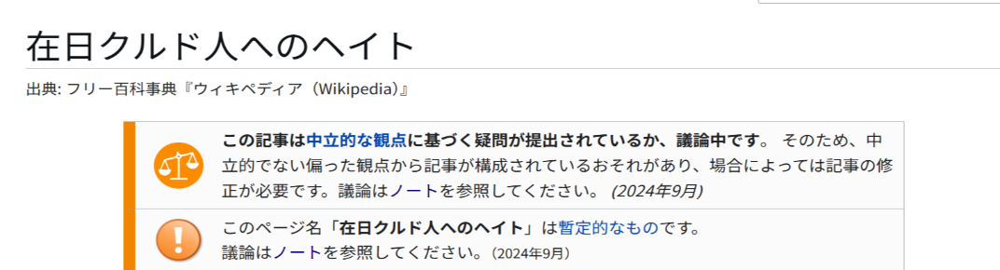 在日クルド人へのヘイト
出典: フリー百科事典『ウィキペディア（Wikipedia）』
この記事は中立的な観点に基づく疑問が提出されているか、議論中です。 そのため、中
立的でない偏った観点から記事が構成されているおそれがあり、場合によっては記事の修
正が必要です。議論はノートを参照してください。 (2024年9月)
このページ名「在日クルド人へのヘイト」は暫定的なものです。
議論はノートを参照してください。（2024年9月）